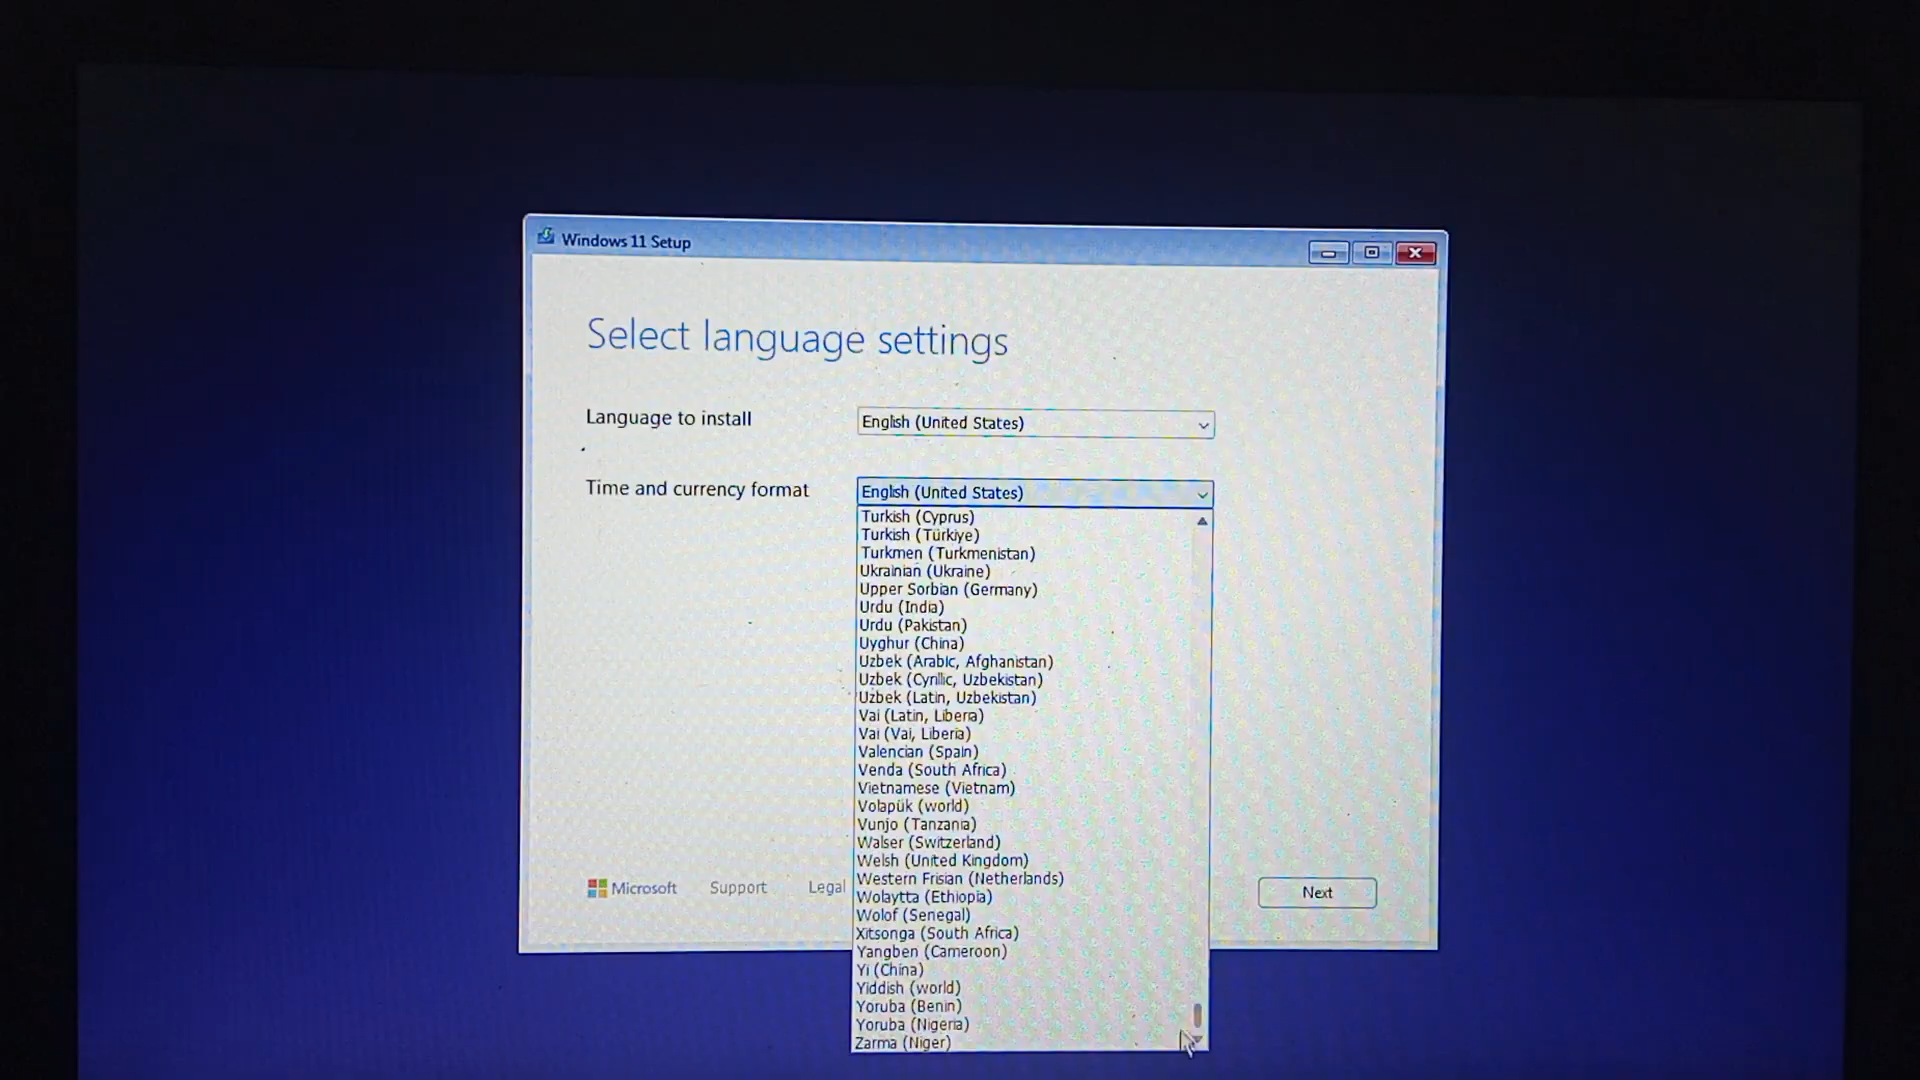 Windows 11 Setup
Select language settings
Language to install
English (United States)
Time and currency format
English (United States)
Turkish (Cyprus)
Turkish (Türkiye)
Turkmen (Turkmenistan)
Ukrainian (Ukraine)
Upper Sorbian (Germany)
Urdu (India)
Urdu (Pakistan)
Uyghur (China)
Uzbek (Arabic, Afghanistan)
Uzbek (Cyrillic, Uzbekistan)
Uzbek (Latin, Uzbekistan)
Vai (Latin, Liberia)
Vai (Vai, Liberia)
Valencian (Spain)
Venda (South Africa)
Vietnamese (Vietnam)
Volapük (world)
Vunjo (Tanzania)
Walser (Switzerland)
Welsh (United Kingdom)
Western Frisian (Netherlands)
Wolaytta (Ethiopia)
Wolof (Senegal)
Xitsonga (South Africa)
Yangben (Cameroon)
Yi (China)
Yiddish (world)
Yoruba (Benin)
Yoruba (Nigeria)
Zarma (Niger)
Microsoft Support Legal
Next